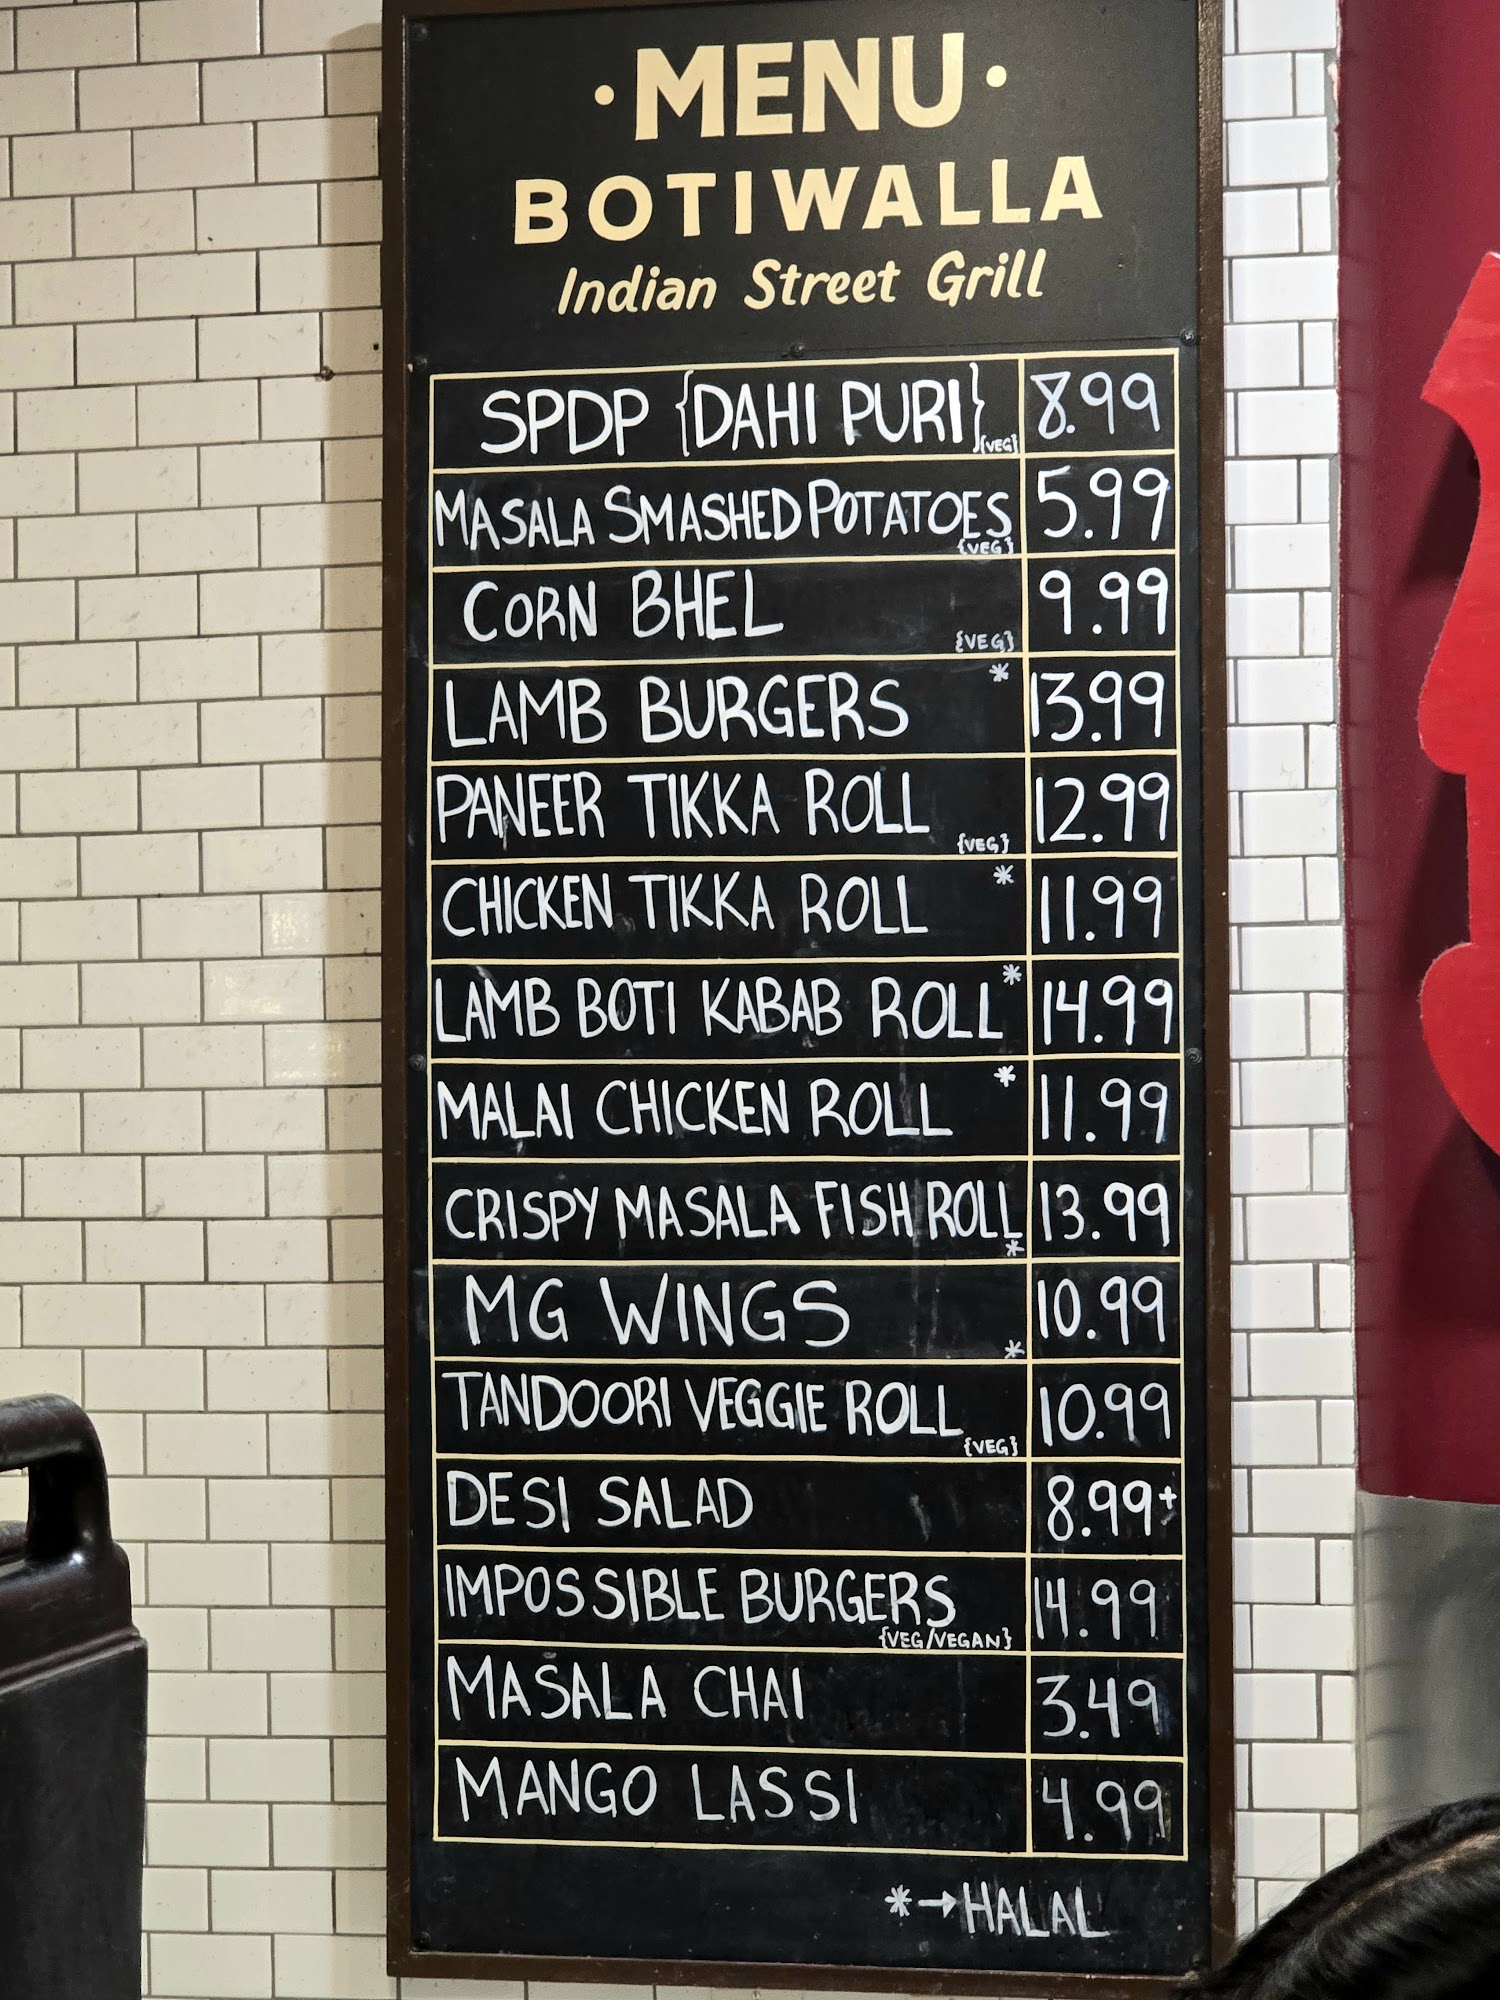 ·MENU·
BOTIWALLA
Indian Street Grill
SPDP {DAHI PURI} {VEG} 8.99
MASALA SMASHED POTATOES {VEG} 5.99
CORN BHEL {VEG} 9.99
LAMB BURGERS * 13.99
PANEER TIKKA ROLL {VEG} 12.99
CHICKEN TIKKA ROLL * 11.99
LAMB BOTI KABAB ROLL * 14.99
MALAI CHICKEN ROLL * 11.99
CRISPY MASALA FISH ROLL * 13.99
MG WINGS * 10.99
TANDOORI VEGGIE ROLL {VEG} 10.99
DESI SALAD 8.99+
IMPOSSIBLE BURGERS {VEG/VEGAN} 14.99
MASALA CHAI 3.49
MANGO LASSI 4.99
* → HALAL